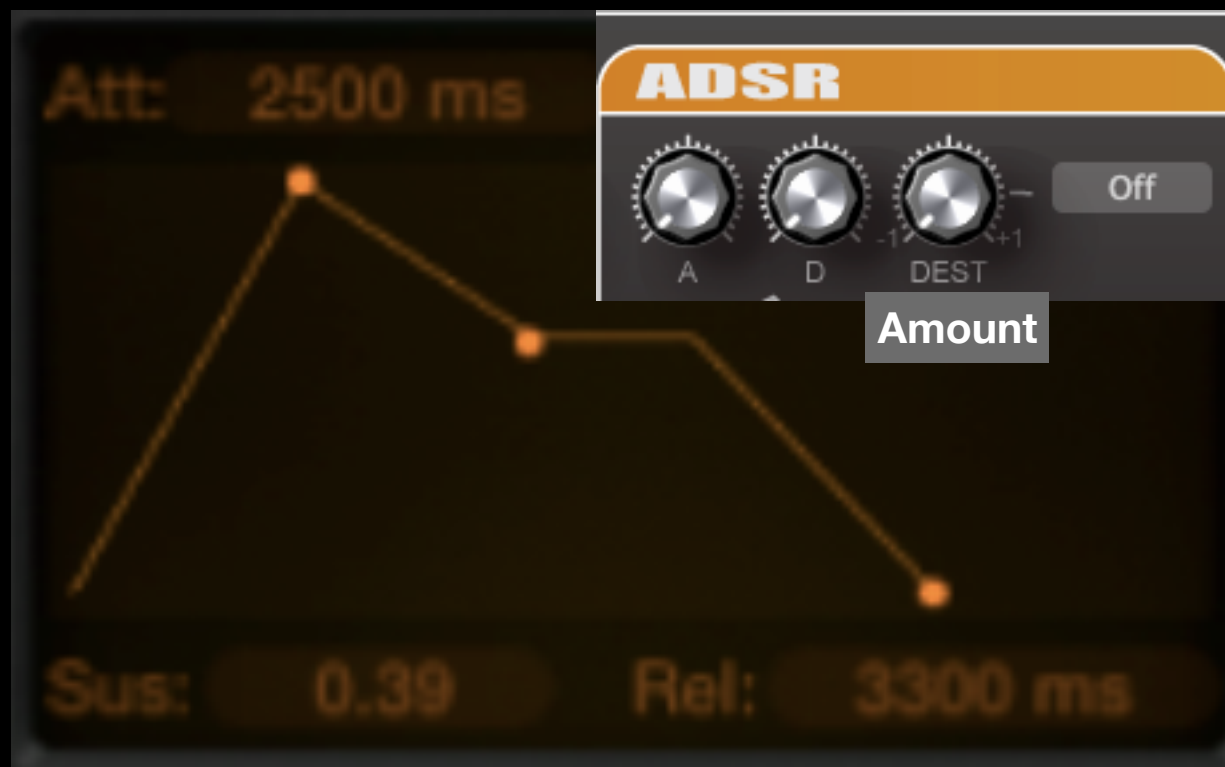 Att: 2500 ms
ADSR
Off
-1 +1
A D DEST
Amount
Sus: 0.39 Rel: 3300 ms